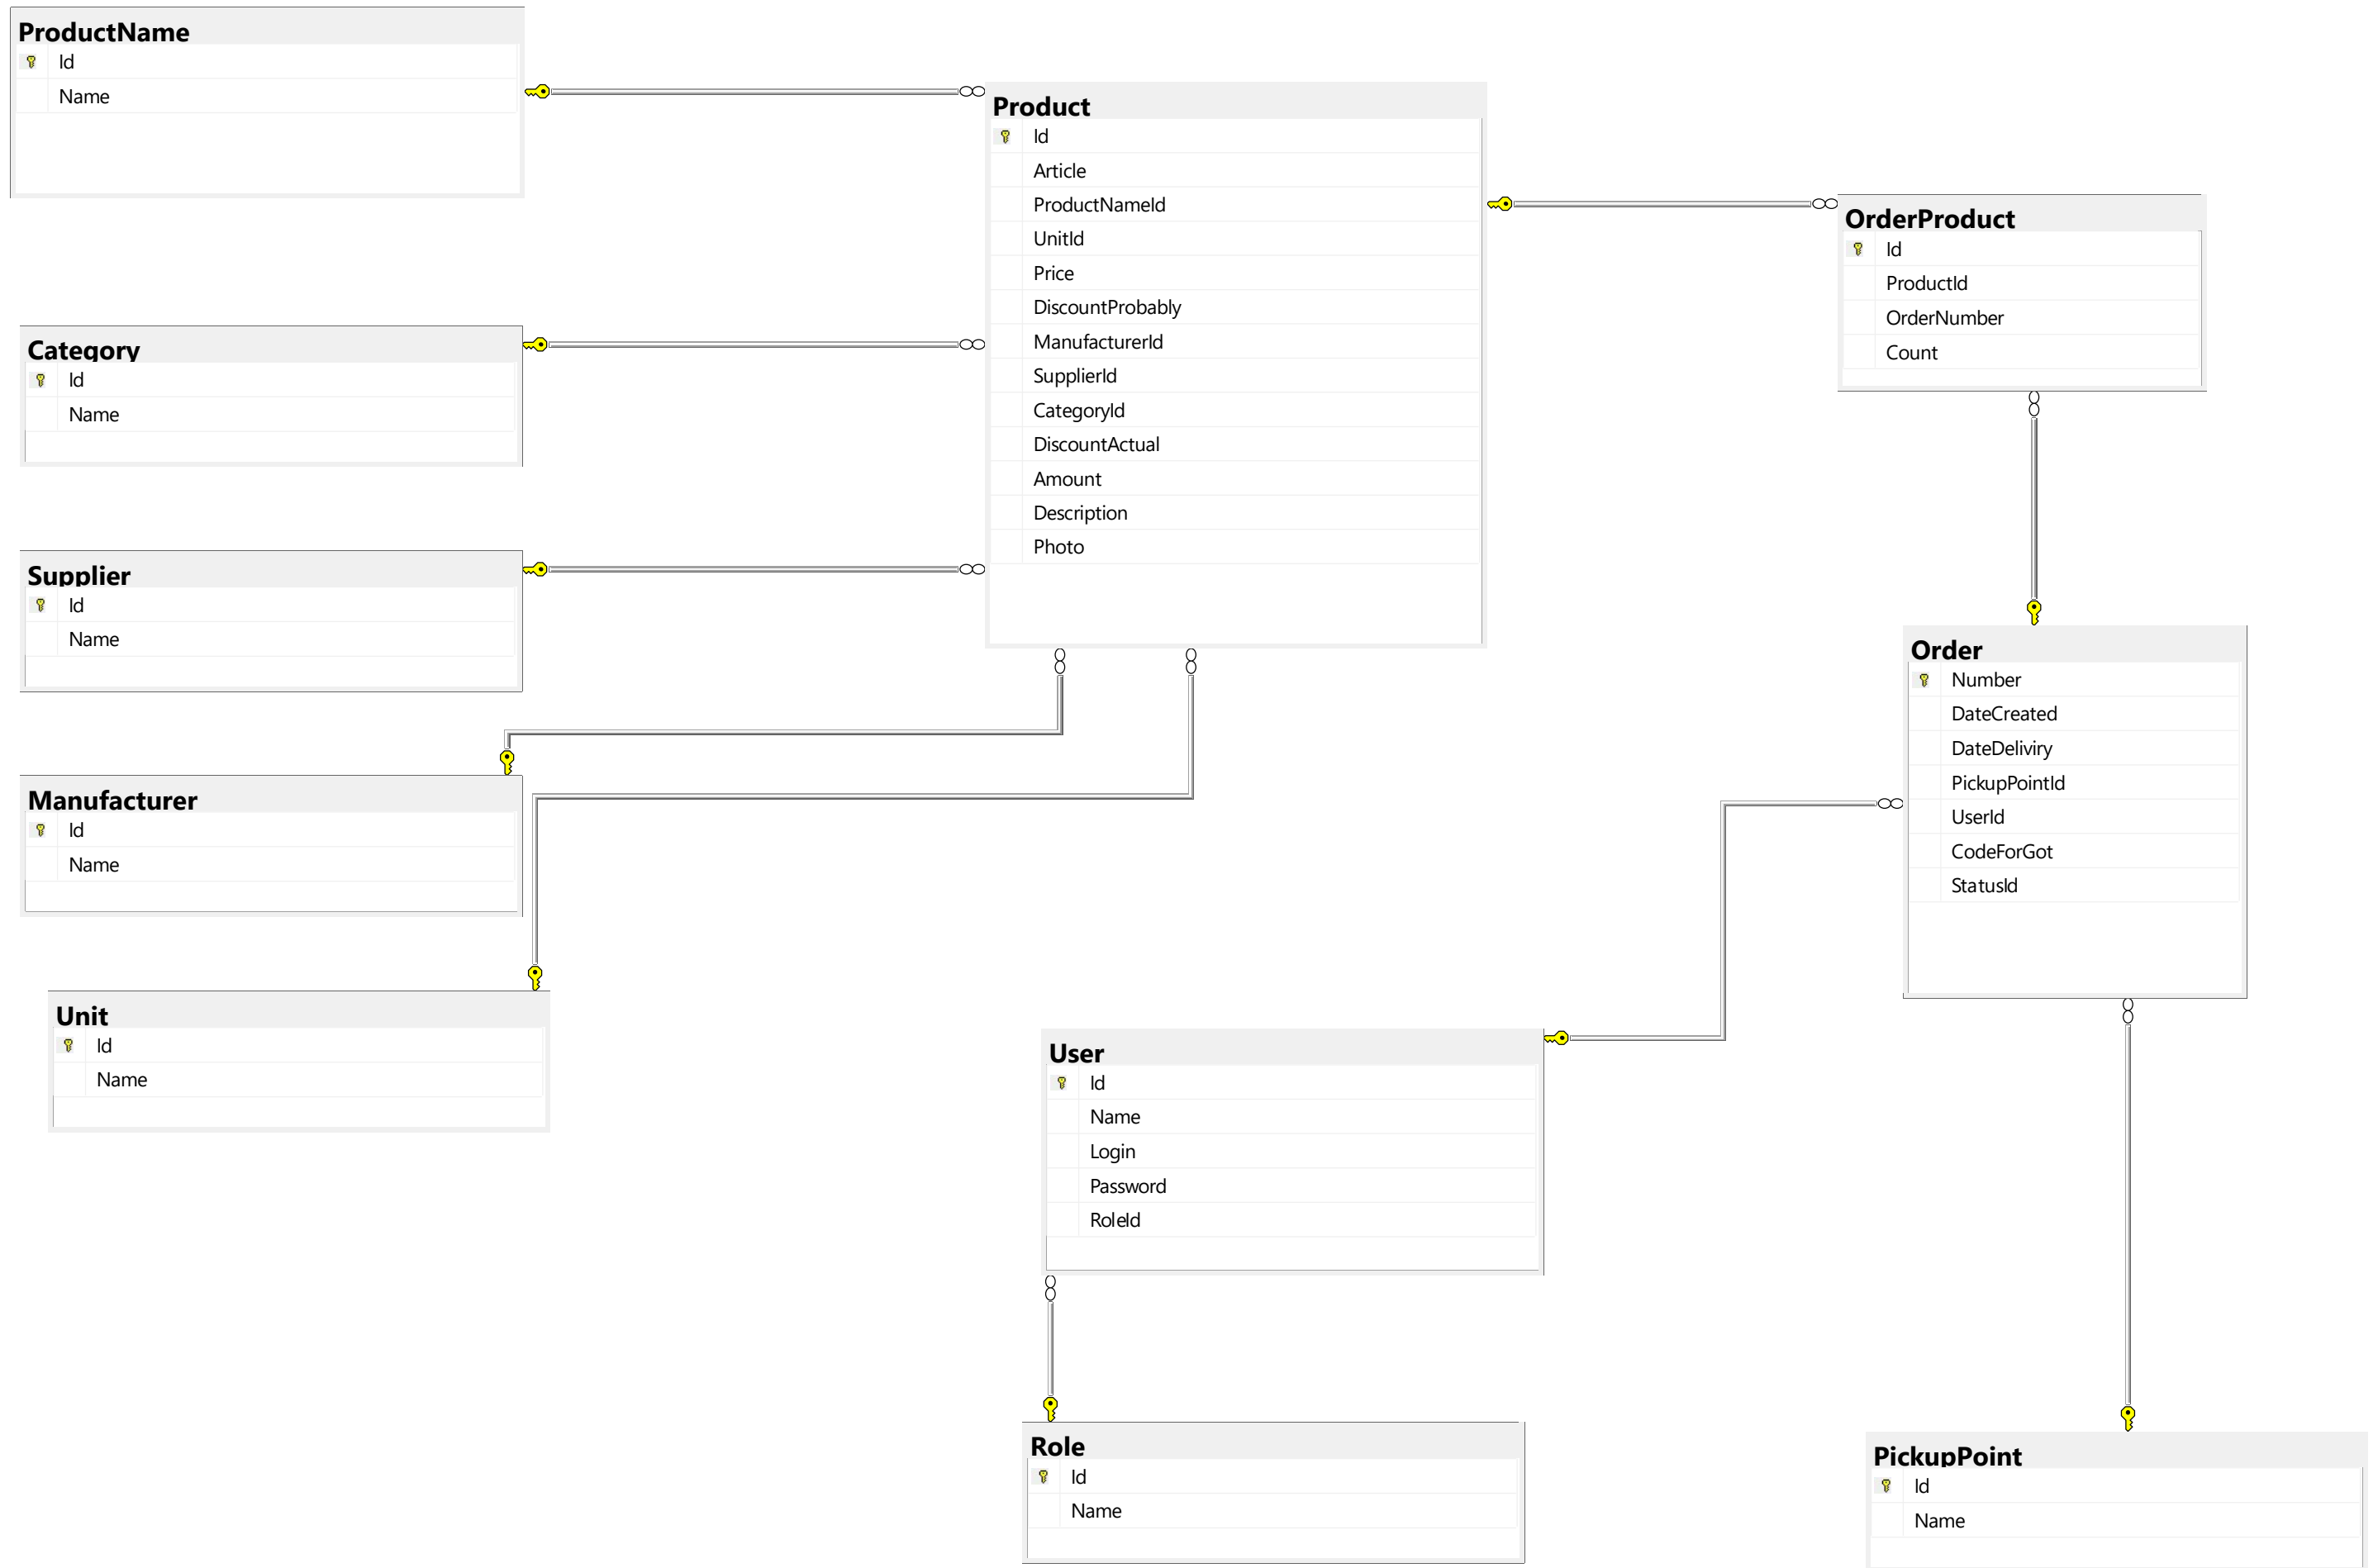 ProductName
Id
Name
Product
Id
Article
ProductNameId
UnitId
Price
DiscountProbably
ManufacturerId
SupplierId
CategoryId
DiscountActual
Amount
Description
Photo
OrderProduct
Id
ProductId
OrderNumber
Count
Category
Id
Name
Supplier
Id
Name
Manufacturer
Id
Name
Unit
Id
Name
Order
Number
DateCreated
DateDeliviry
PickupPointId
UserId
CodeForGot
StatusId
User
Id
Name
Login
Password
RoleId
Role
Id
Name
PickupPoint
Id
Name